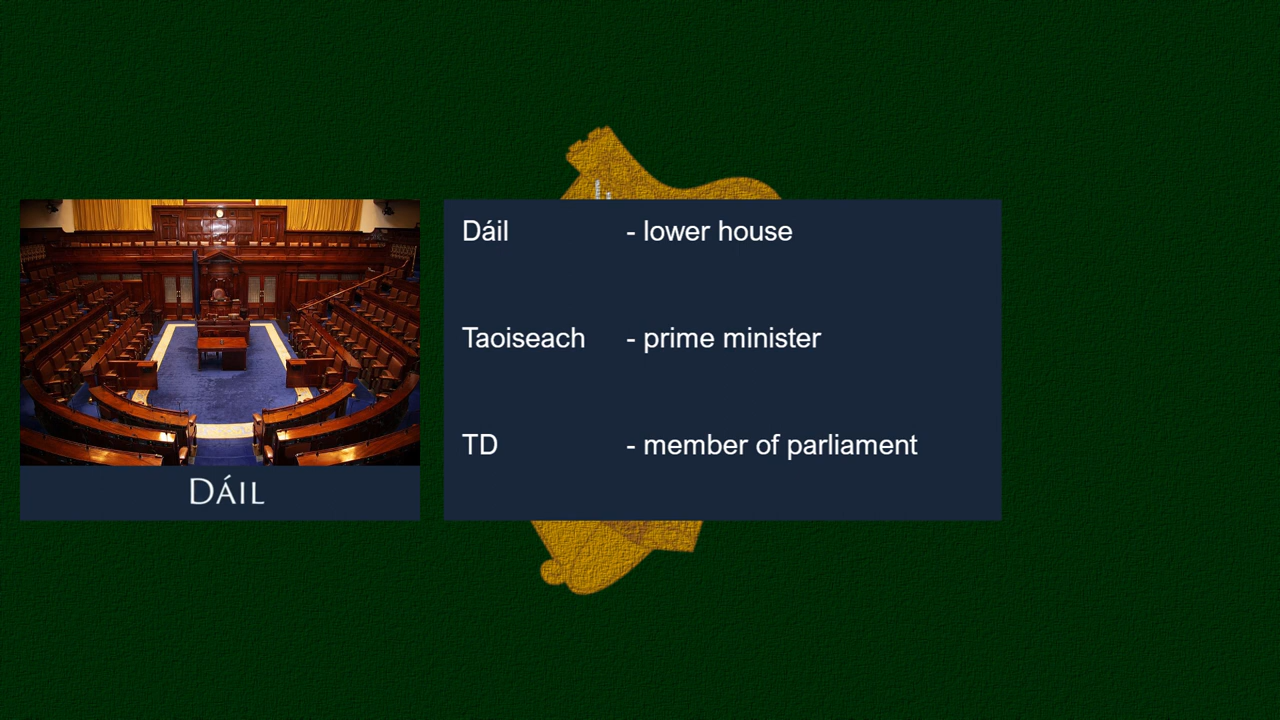 DÁIL
Dáil - lower house
Taoiseach - prime minister
TD - member of parliament